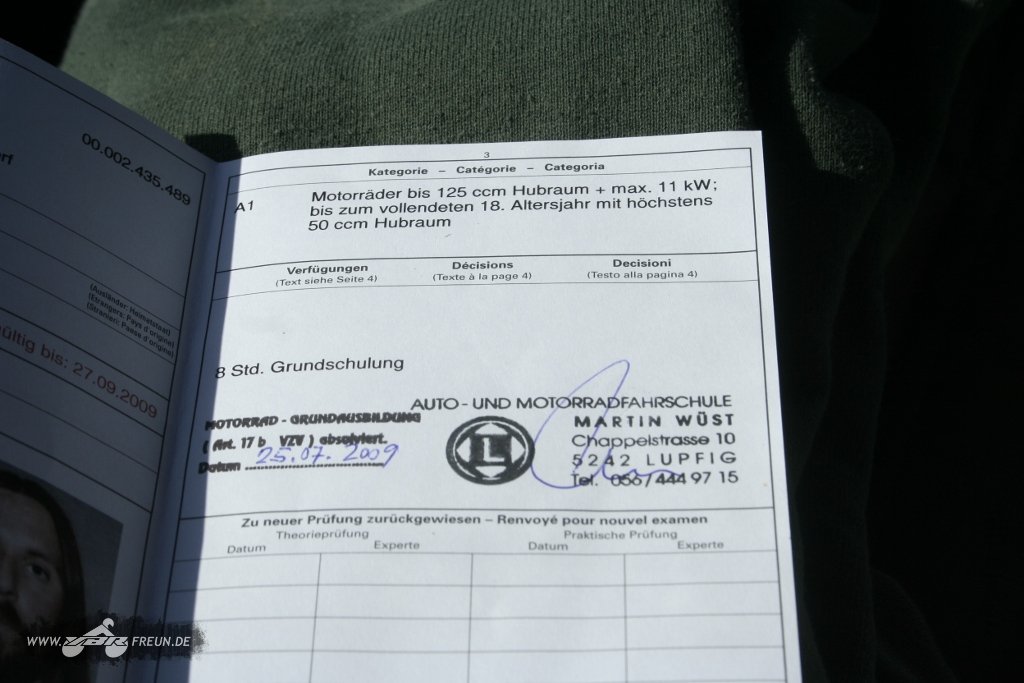 00.002.435.489
(Ausländer: Heimatstaat)
(Etrangers: Pays d'origine)
(Stranieri: Paese d'origine)
ültig bis: 27.09.2009
3
Kategorie – Catégorie – Categoria
A1
Motorräder bis 125 ccm Hubraum + max. 11 kW;
bis zum vollendeten 18. Altersjahr mit höchstens
50 ccm Hubraum
Verfügungen Décisions Decisioni
(Text siehe Seite 4) (Texte à la page 4) (Testo alla pagina 4)
8 Std. Grundschulung
MOTORRAD - GRUNDAUSBILDUNG
( Art. 17 b VZV ) absolviert.
Datum 25.07.2009
L
AUTO- UND MOTORRADFAHRSCHULE
MARTIN WÜST
Chappelstrasse 10
5242 LUPFIG
Tel. 056/444 97 15
Zu neuer Prüfung zurückgewiesen – Renvoyé pour nouvel examen
Theorieprüfung Praktische Prüfung
Datum Experte Datum Experte
WWW. FREUN.DE